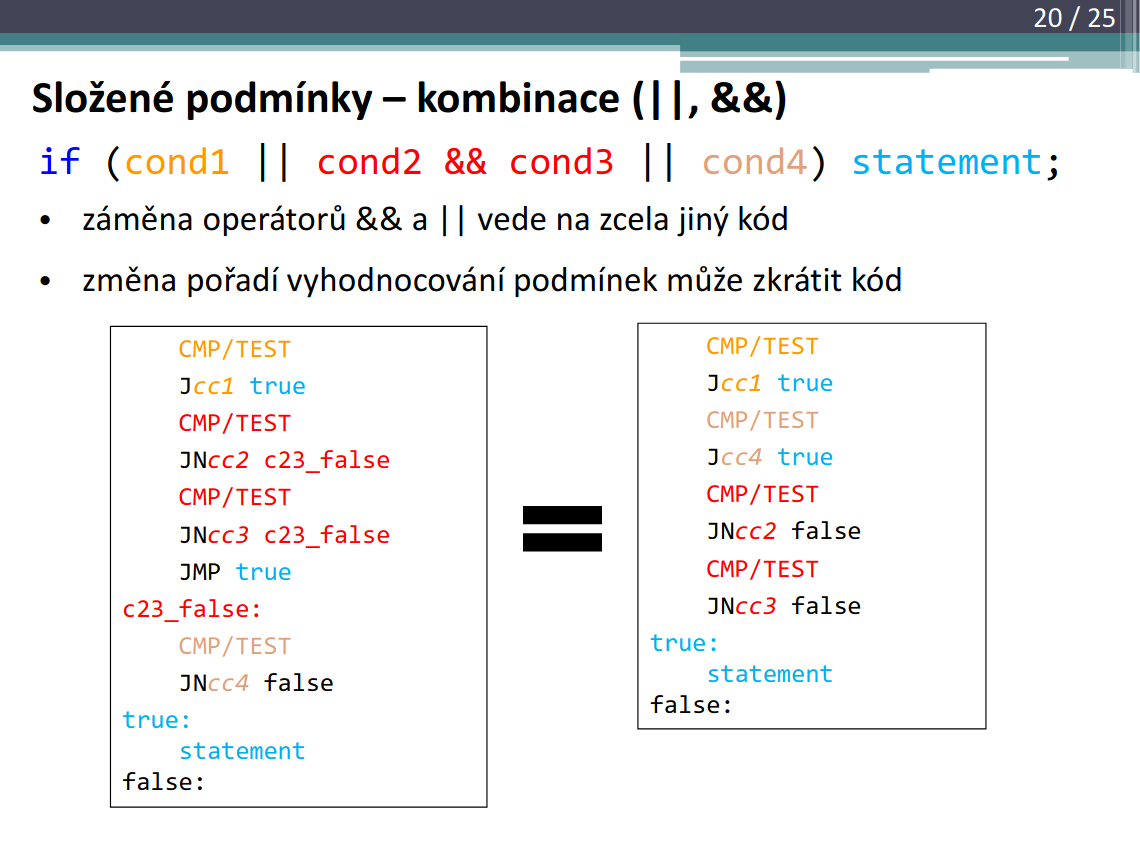 20 / 25
Složené podmínky – kombinace (||, &&)
if (cond1 || cond2 && cond3 || cond4) statement;
• záměna operátorů && a || vede na zcela jiný kód
• změna pořadí vyhodnocování podmínek může zkrátit kód
CMP/TEST
Jcc1 true
CMP/TEST
JNcc2 c23_false
CMP/TEST
JNcc3 c23_false
JMP true
c23_false:
CMP/TEST
JNcc4 false
true:
statement
false:
=
CMP/TEST
Jcc1 true
CMP/TEST
Jcc4 true
CMP/TEST
JNcc2 false
CMP/TEST
JNcc3 false
true:
statement
false: